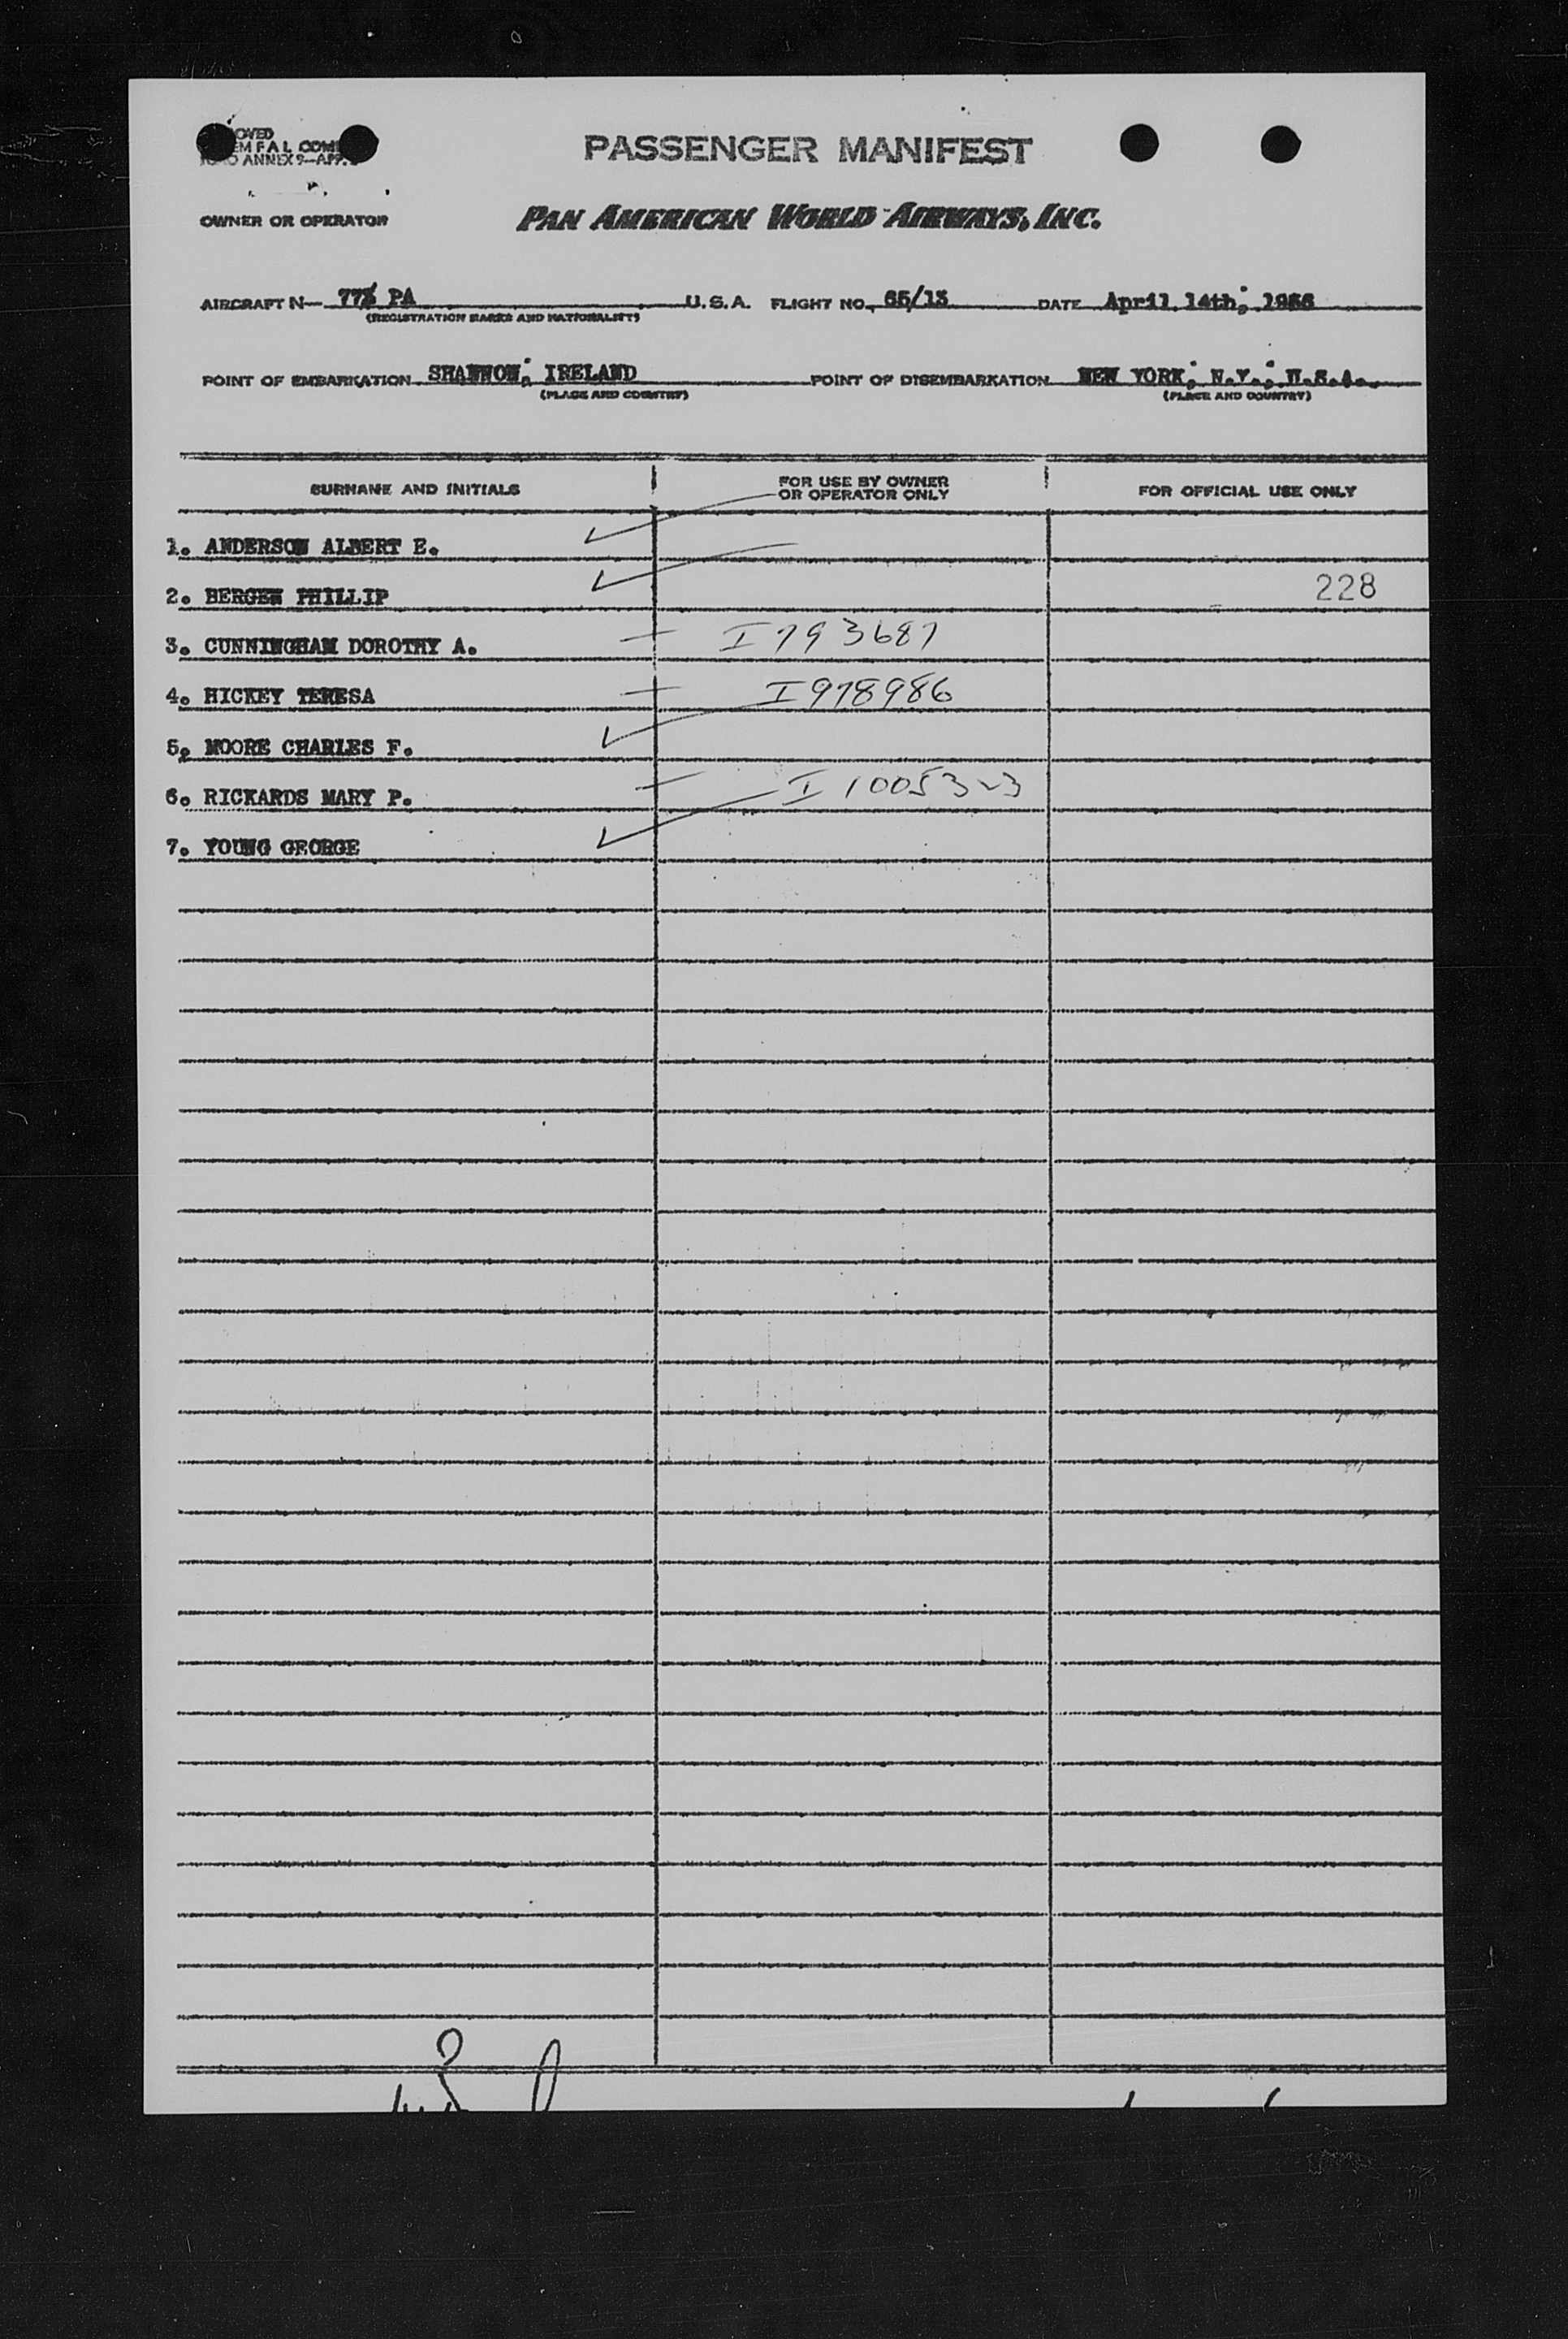 PASSENGER MANIFEST
OWNER OR OPERATOR PAN AMERICAN WORLD AIRWAYS, INC.
AIRCRAFT N— PA U.S.A. FLIGHT NO. 65/13 DATE April 14th, 1956
(REGISTRATION MARKS AND NATIONALITY)
POINT OF EMBARKATION SHANNON, IRELAND POINT OF DISEMBARKATION NEW YORK, N.Y., U.S.A.
(PLACE AND COUNTRY) (PLACE AND COUNTRY)
SURNAME AND INITIALS FOR USE BY OWNER OR OPERATOR ONLY FOR OFFICIAL USE ONLY
1. ANDERSON ALBERT E.
2. BERGEN PHILLIP 228
3. CUNNINGHAM DOROTHY A. I 793687
4. HICKEY TERESA I 978986
5. MOORE CHARLES F.
6. RICKARDS MARY P. I 1005323
7. YOUNG GEORGE